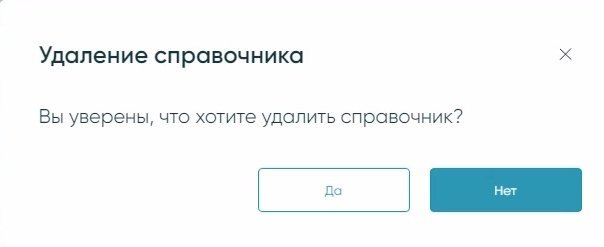 Удаление справочника
Вы уверены, что хотите удалить справочник?
Да
Нет